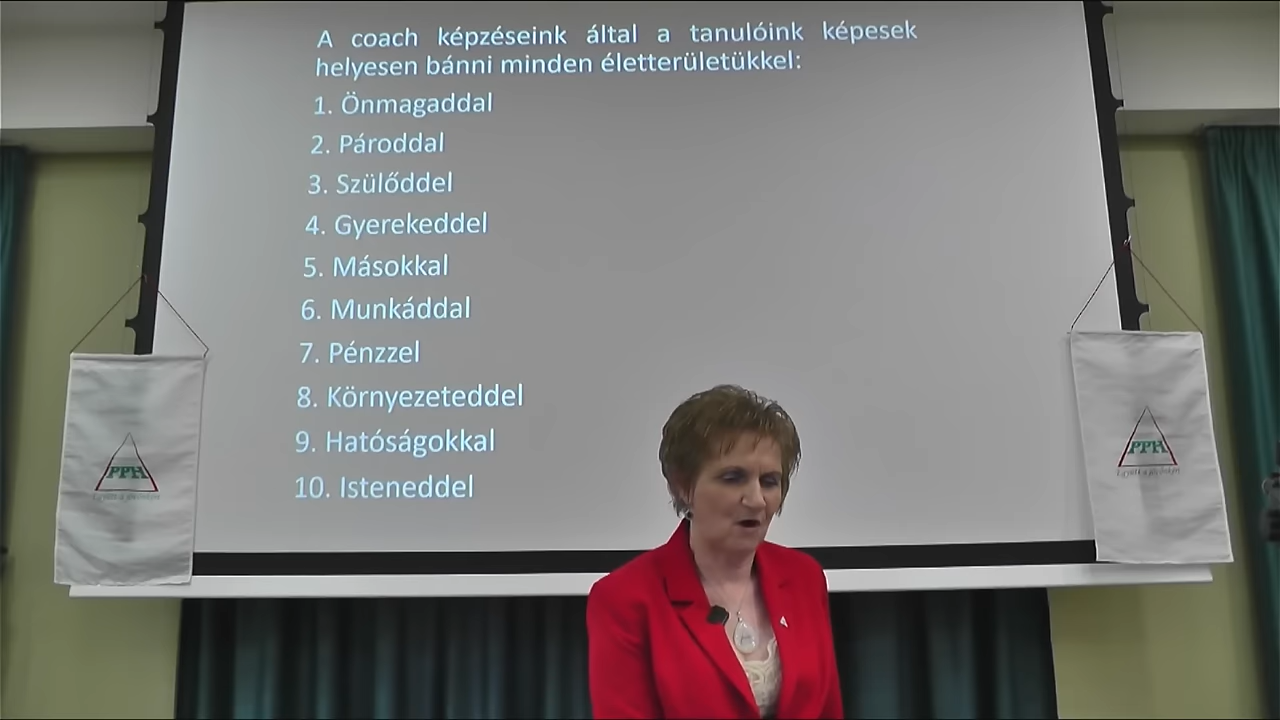 A coach képzéseink által a tanulóink képesek
helyesen bánni minden életterületükkel:
1. Önmagaddal
2. Pároddal
3. Szülőddel
4. Gyerekeddel
5. Másokkal
6. Munkáddal
7. Pénzzel
8. Környezeteddel
9. Hatóságokkal
10. Isteneddel
PPH
PPH